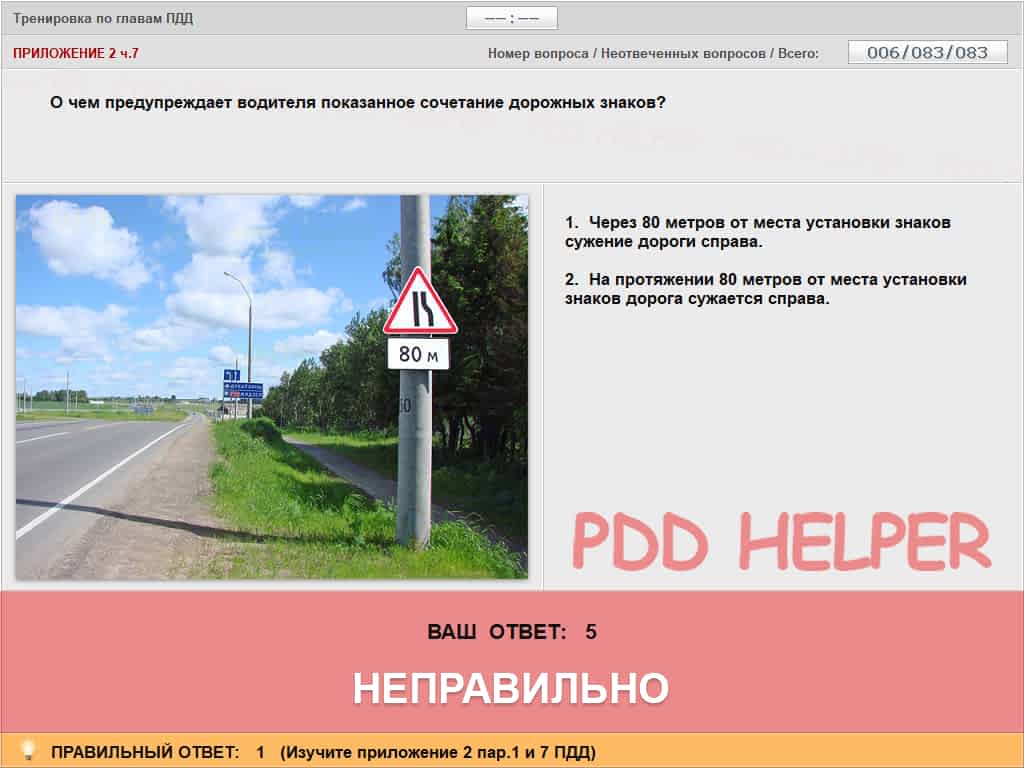 Тренировка по главам ПДД
–– : ––
ПРИЛОЖЕНИЕ 2 ч.7
Номер вопроса / Неотвеченных вопросов / Всего: 006/083/083
О чем предупреждает водителя показанное сочетание дорожных знаков?
1. Через 80 метров от места установки знаков
сужение дороги справа.
2. На протяжении 80 метров от места установки
знаков дорога сужается справа.
80 м
PDD HELPER
ВАШ ОТВЕТ: 5
НЕПРАВИЛЬНО
ПРАВИЛЬНЫЙ ОТВЕТ: 1 (Изучите приложение 2 пар.1 и 7 ПДД)